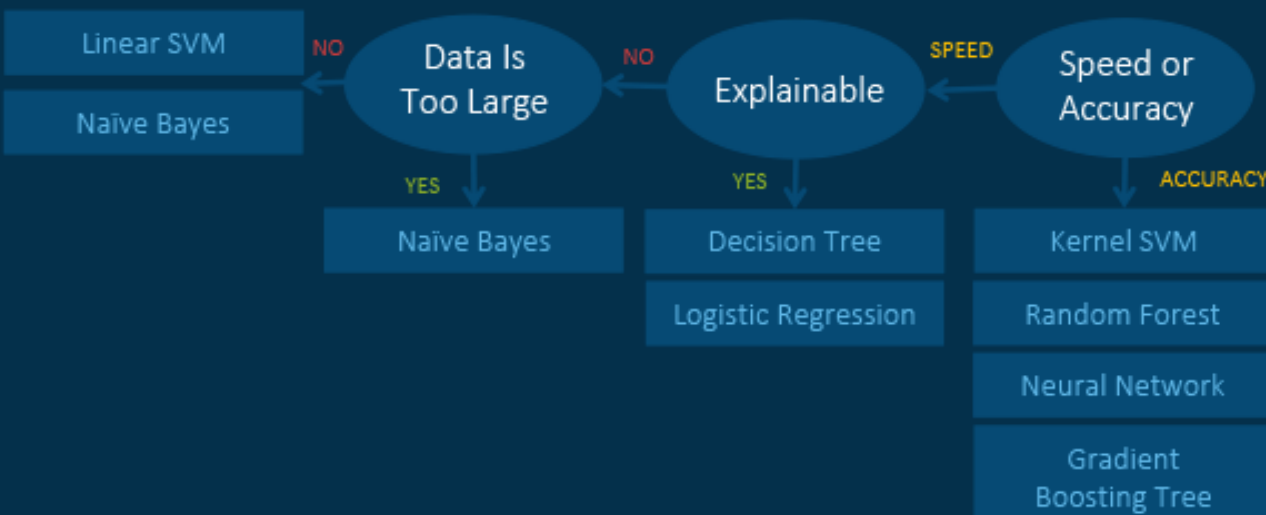 Linear SVM
NO
Data Is
Too Large
NO
Explainable
SPEED
Speed or
Accuracy
Naïve Bayes
YES
YES
ACCURACY
Naïve Bayes
Decision Tree
Kernel SVM
Logistic Regression
Random Forest
Neural Network
Gradient
Boosting Tree